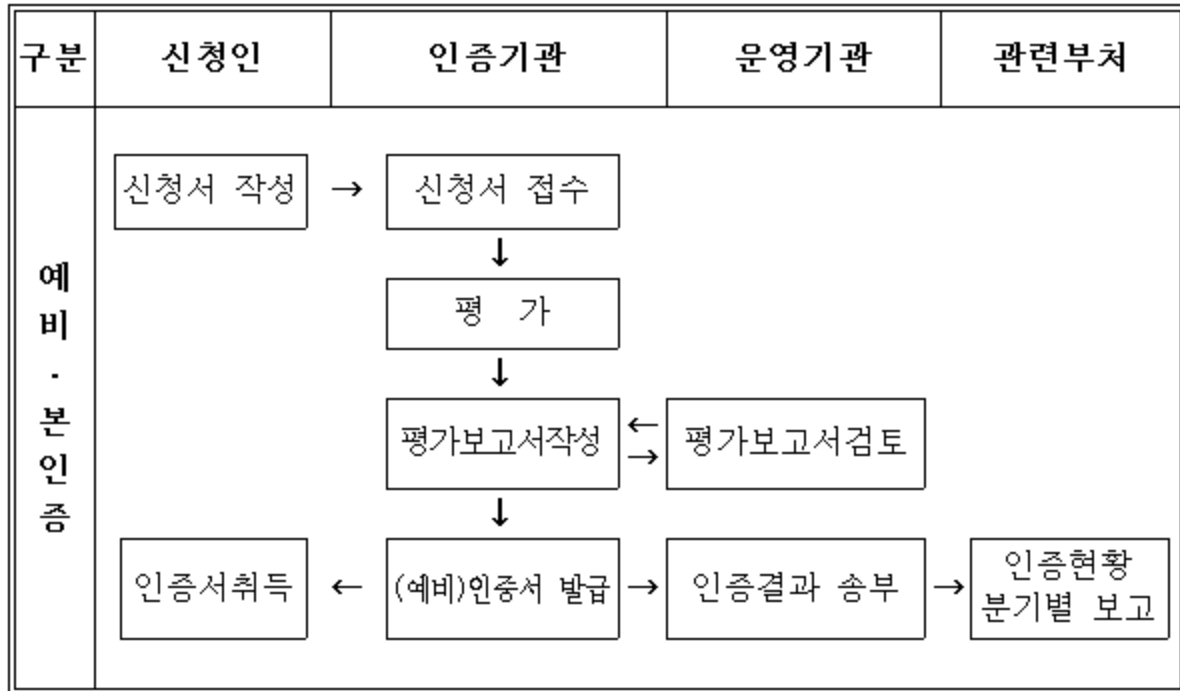 구분 신청인 인증기관 운영기관 관련부처
예비·본인증
신청서 작성 → 신청서 접수
↓
평 가
↓
평가보고서작성 ← → 평가보고서검토
↓
인증서취득 ← (예비)인증서 발급 → 인증결과 송부 → 인증현황
분기별 보고